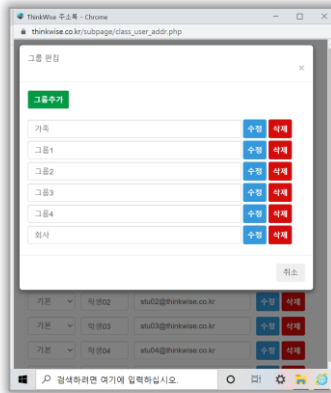 ThinkWise 주소록 - Chrome
thinkwise.co.kr/subpage/class_user_addr.php
그룹 편집
×
그룹추가
가족 수정 삭제
그룹1 수정 삭제
그룹2 수정 삭제
그룹3 수정 삭제
그룹4 수정 삭제
회사 수정 삭제
취소
기본 학생02 stu02@thinkwise.co.kr 수정 삭제
기본 학생03 stu03@thinkwise.co.kr 수정 삭제
기본 학생04 stu04@thinkwise.co.kr 수정 삭제
검색하려면 여기에 입력하십시오.